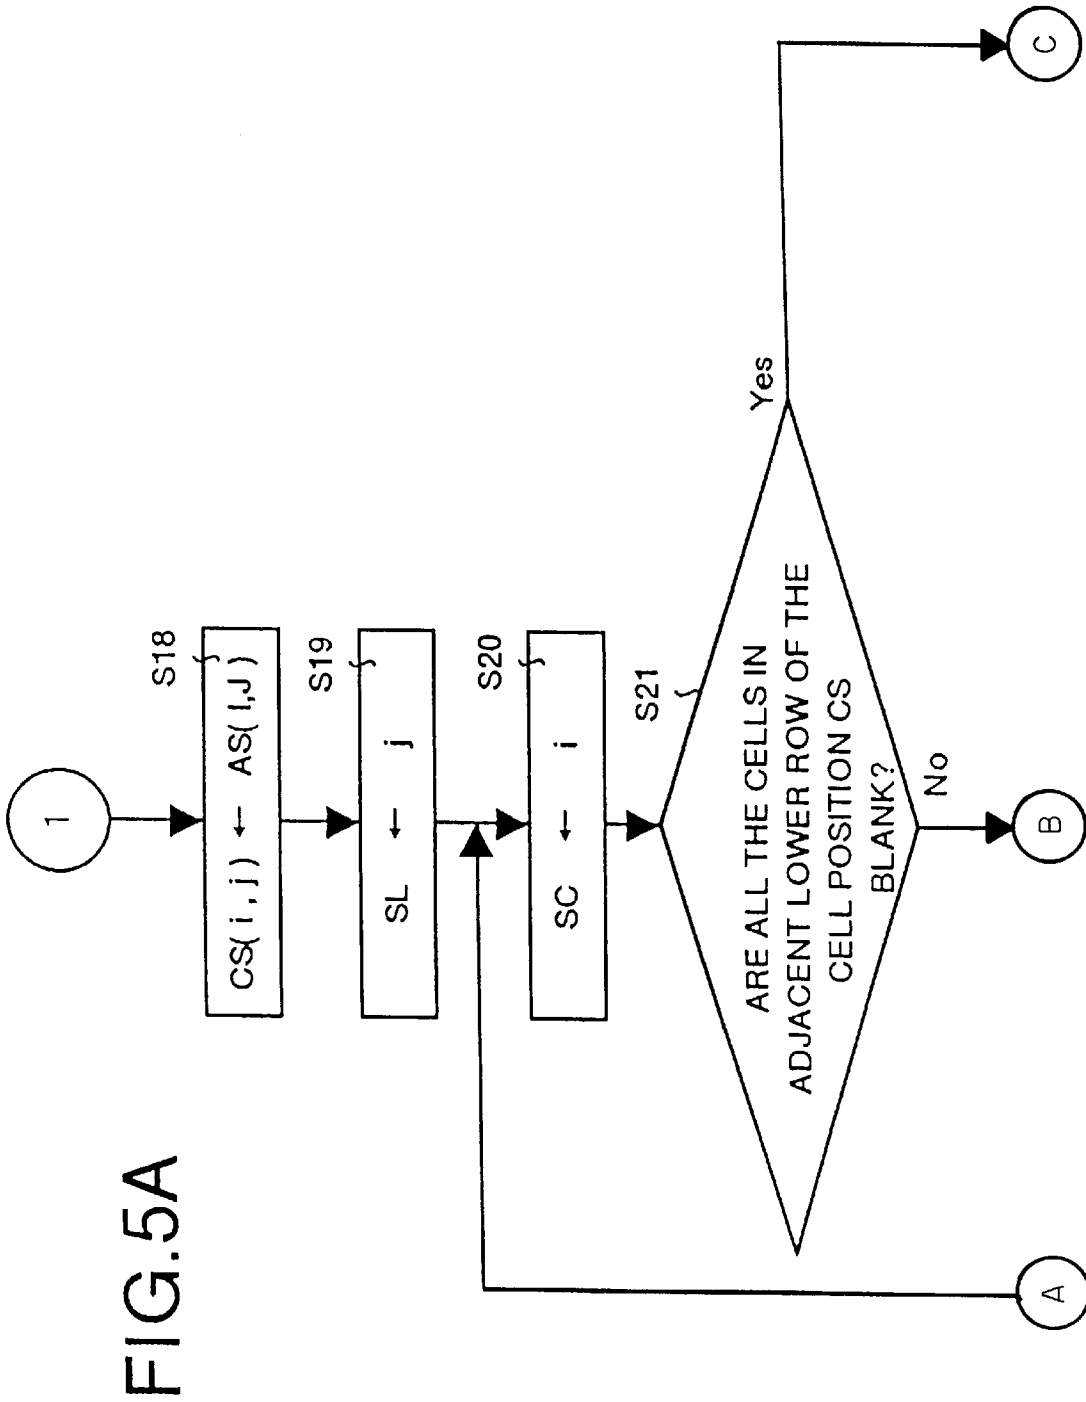 FIG.5A
1
S18
CS( i , j ) ← AS( I,J )
S19
SL ← j
S20
SC ← i
S21
ARE ALL THE CELLS IN
ADJACENT LOWER ROW OF THE
CELL POSITION CS
BLANK?
Yes
No
A
B
C